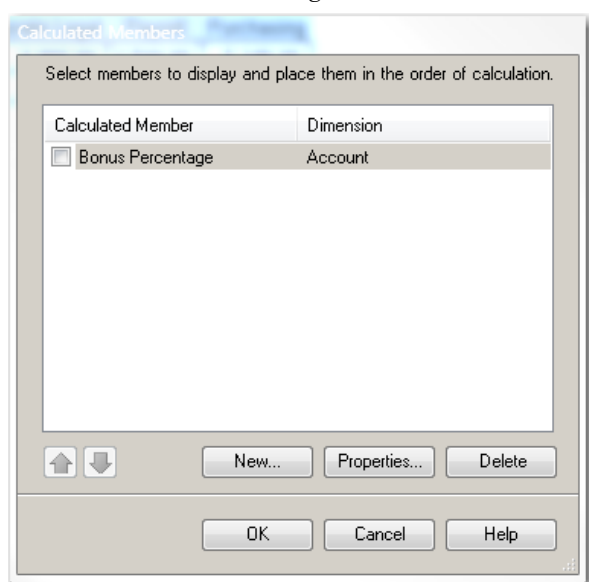 Calculated Members
Select members to display and place them in the order of calculation.
Calculated Member Dimension
Bonus Percentage Account
New... Properties... Delete
OK Cancel Help